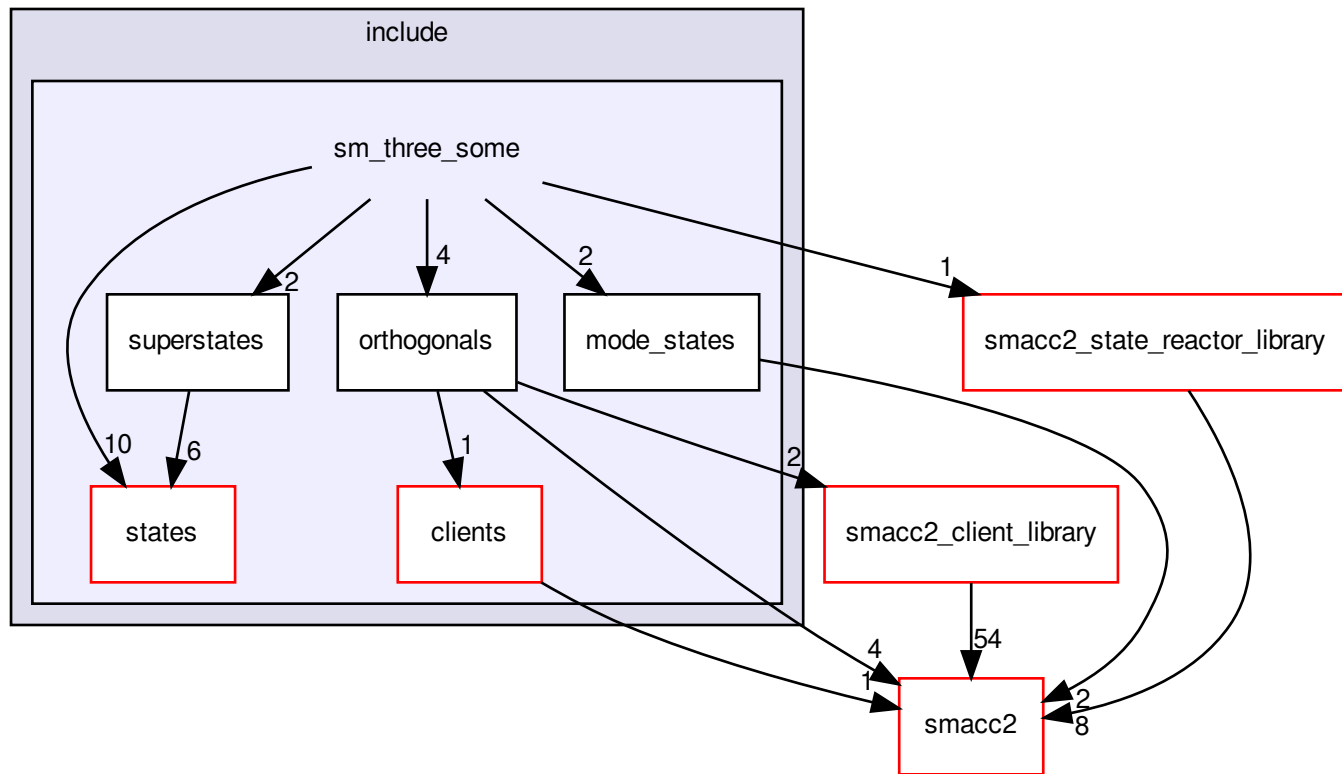 include
sm_three_some
2
4
2
1
superstates
orthogonals
mode_states
smacc2_state_reactor_library
10
6
1
2
states
clients
smacc2_client_library
4
1
54
2
8
smacc2